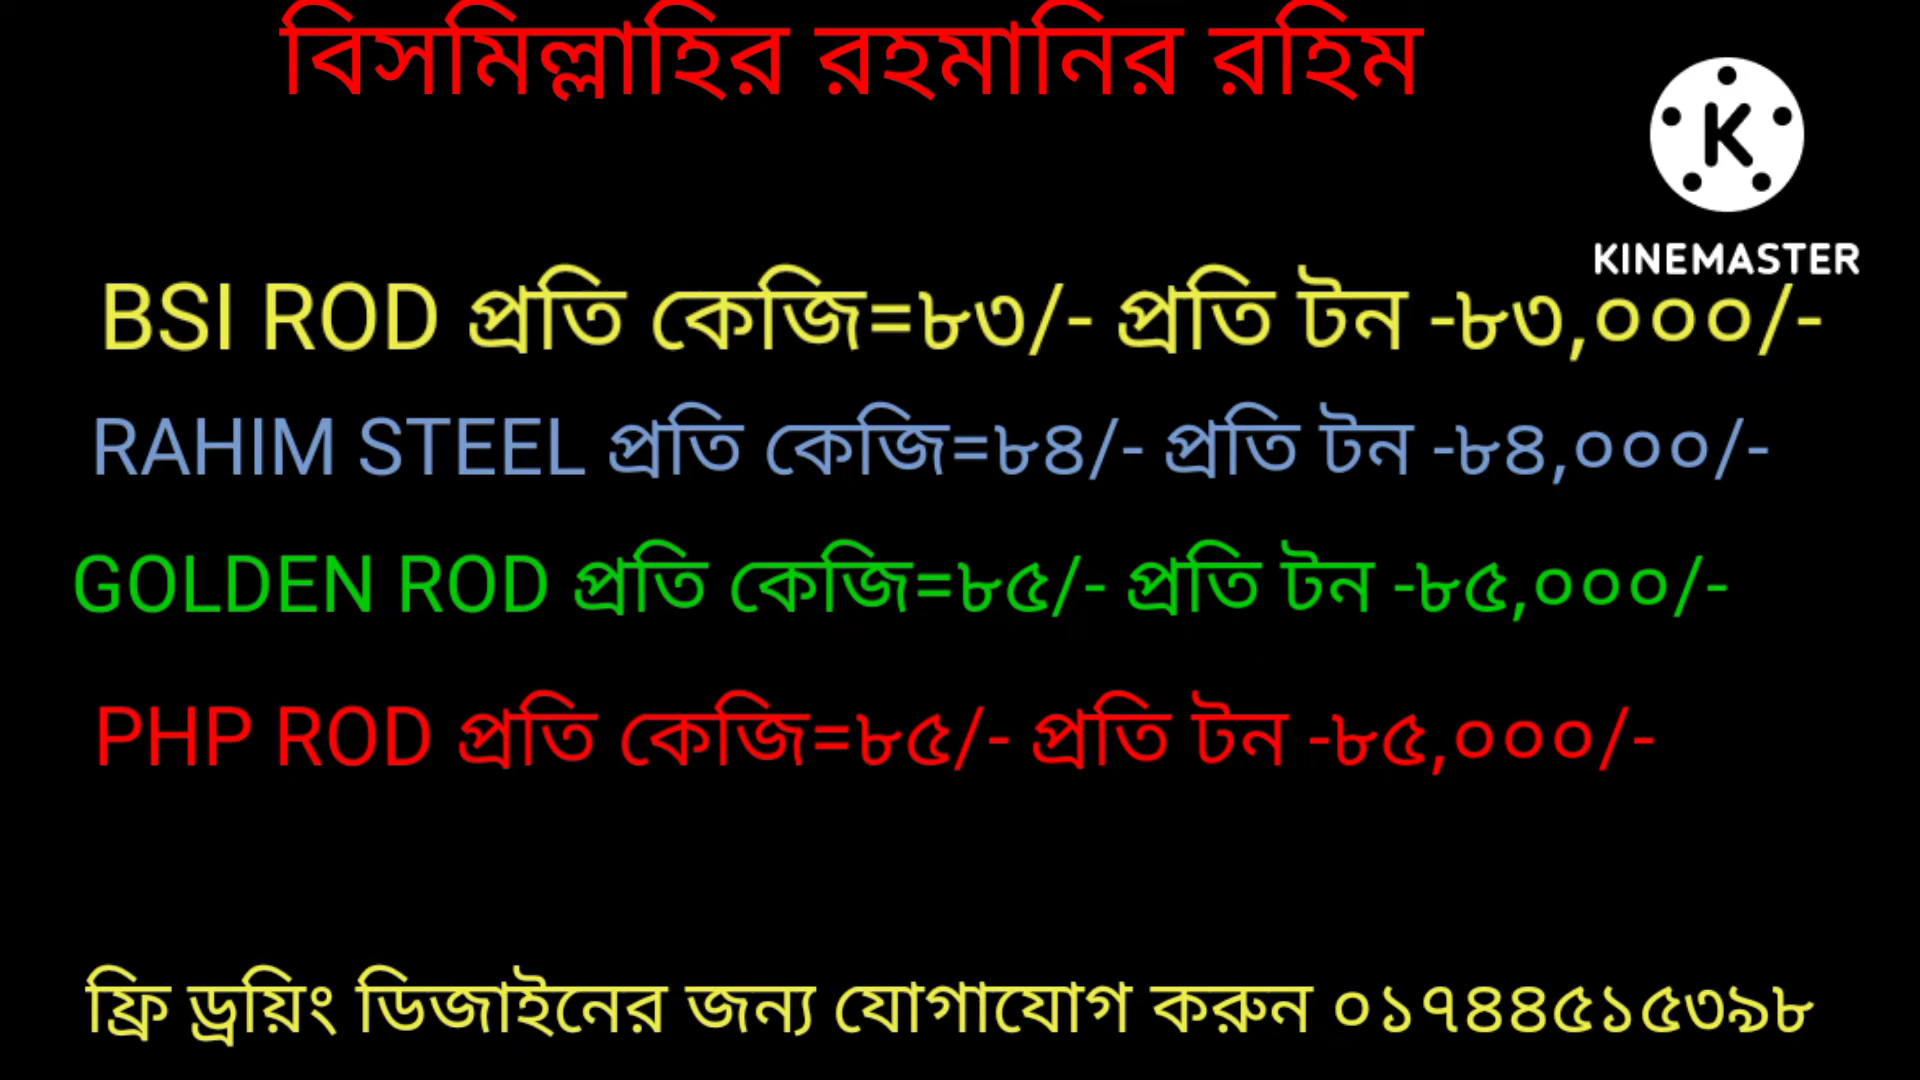 বিসমিল্লাহির রহমানির রহিম
K
KINEMASTER
BSI ROD প্রতি কেজি=৮৩/- প্রতি টন -৮৩,০০০/-
RAHIM STEEL প্রতি কেজি=৮৪/- প্রতি টন -৮৪,০০০/-
GOLDEN ROD প্রতি কেজি=৮৫/- প্রতি টন -৮৫,০০০/-
PHP ROD প্রতি কেজি=৮৫/- প্রতি টন -৮৫,০০০/-
ফ্রি ড্রয়িং ডিজাইনের জন্য যোগাযোগ করুন ০১৭৪৪৫১৫৩৯৮